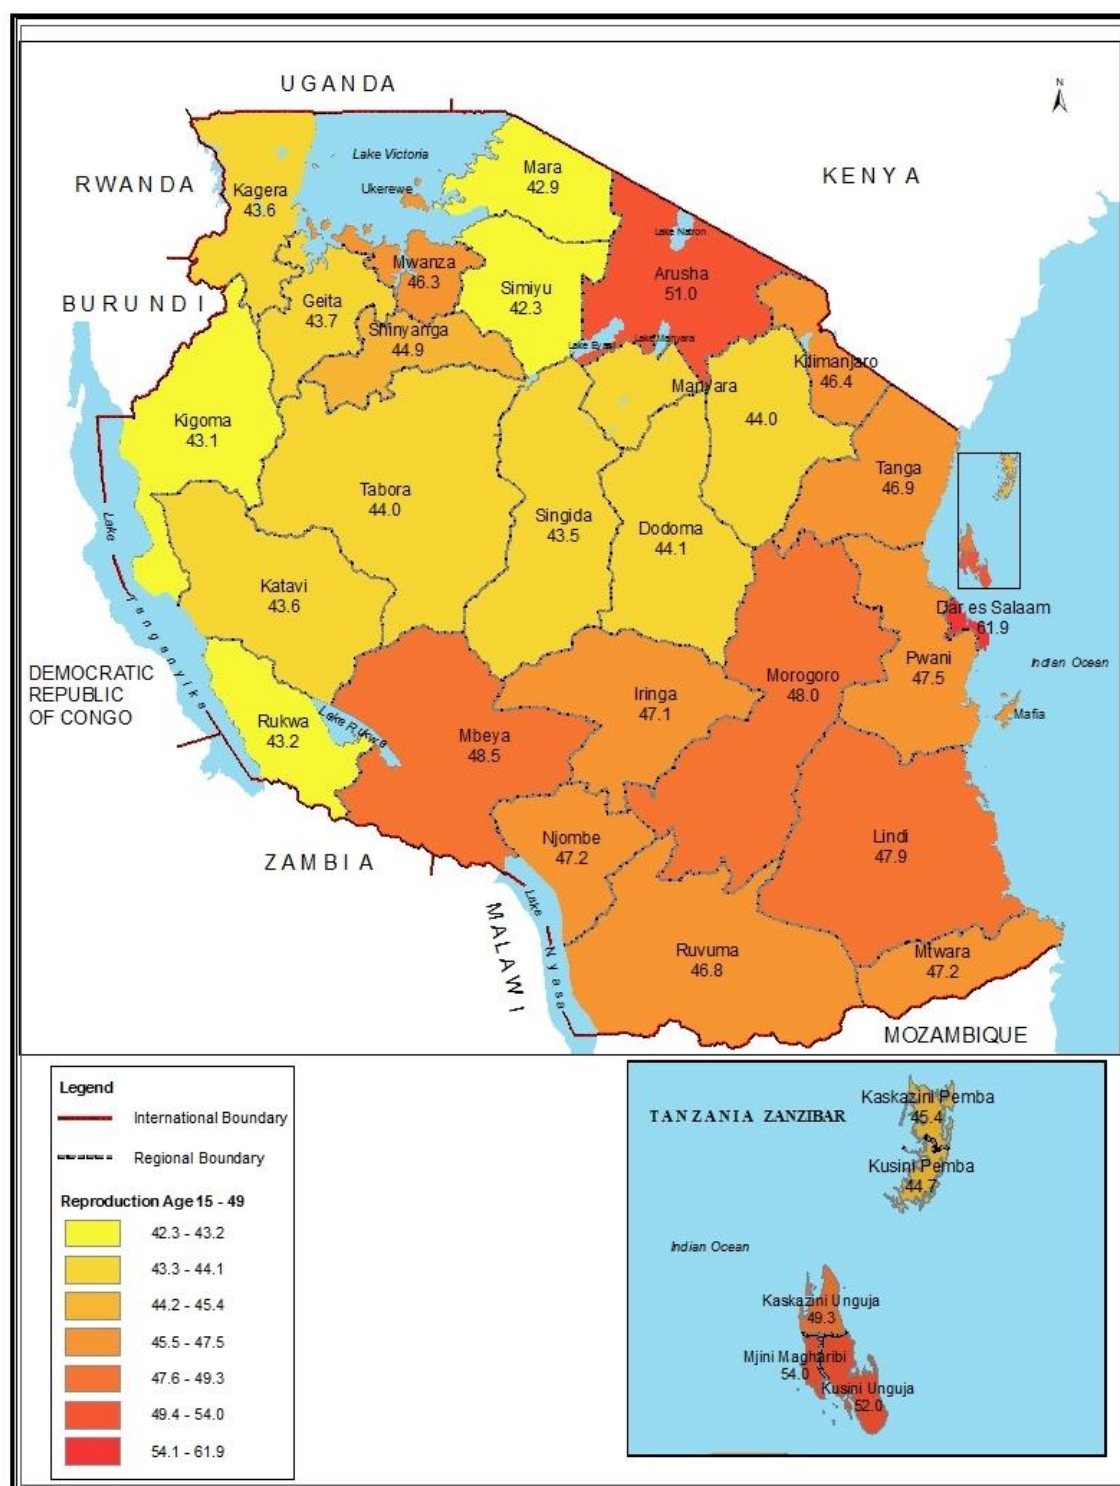 N
UGANDA
KENYA
RWANDA
BURUNDI
DEMOCRATIC
REPUBLIC
OF CONGO
ZAMBIA
MALAWI
MOZAMBIQUE
Lake Victoria
Ukerewe
Kagera
43.6
Mara
42.9
Lake Natron
Arusha
51.0
Mwanza
46.3
Simiyu
42.3
Geita
43.7
Shinyanga
44.9
Lake Eyasi
Lake Manyara
Manyara
44.0
Kilimanjaro
46.4
Kigoma
43.1
Tanga
46.9
Tabora
44.0
Singida
43.5
Dodoma
44.1
Katavi
43.6
Lake Tanganyika
Dar es Salaam
61.9
Pwani
47.5
Indian Ocean
Mafia
Morogoro
48.0
Iringa
47.1
Rukwa
43.2
Lake Rukwa
Mbeya
48.5
Njombe
47.2
Lindi
47.9
Lake Nyasa
Ruvuma
46.8
Mtwara
47.2
Legend
International Boundary
Regional Boundary
Reproduction Age 15 - 49
42.3 - 43.2
43.3 - 44.1
44.2 - 45.4
45.5 - 47.5
47.6 - 49.3
49.4 - 54.0
54.1 - 61.9
TANZANIA ZANZIBAR
Kaskazini Pemba
45.4
Kusini Pemba
44.7
Indian Ocean
Kaskazini Unguja
49.3
Mjini Magharibi
54.0
Kusini Unguja
52.0